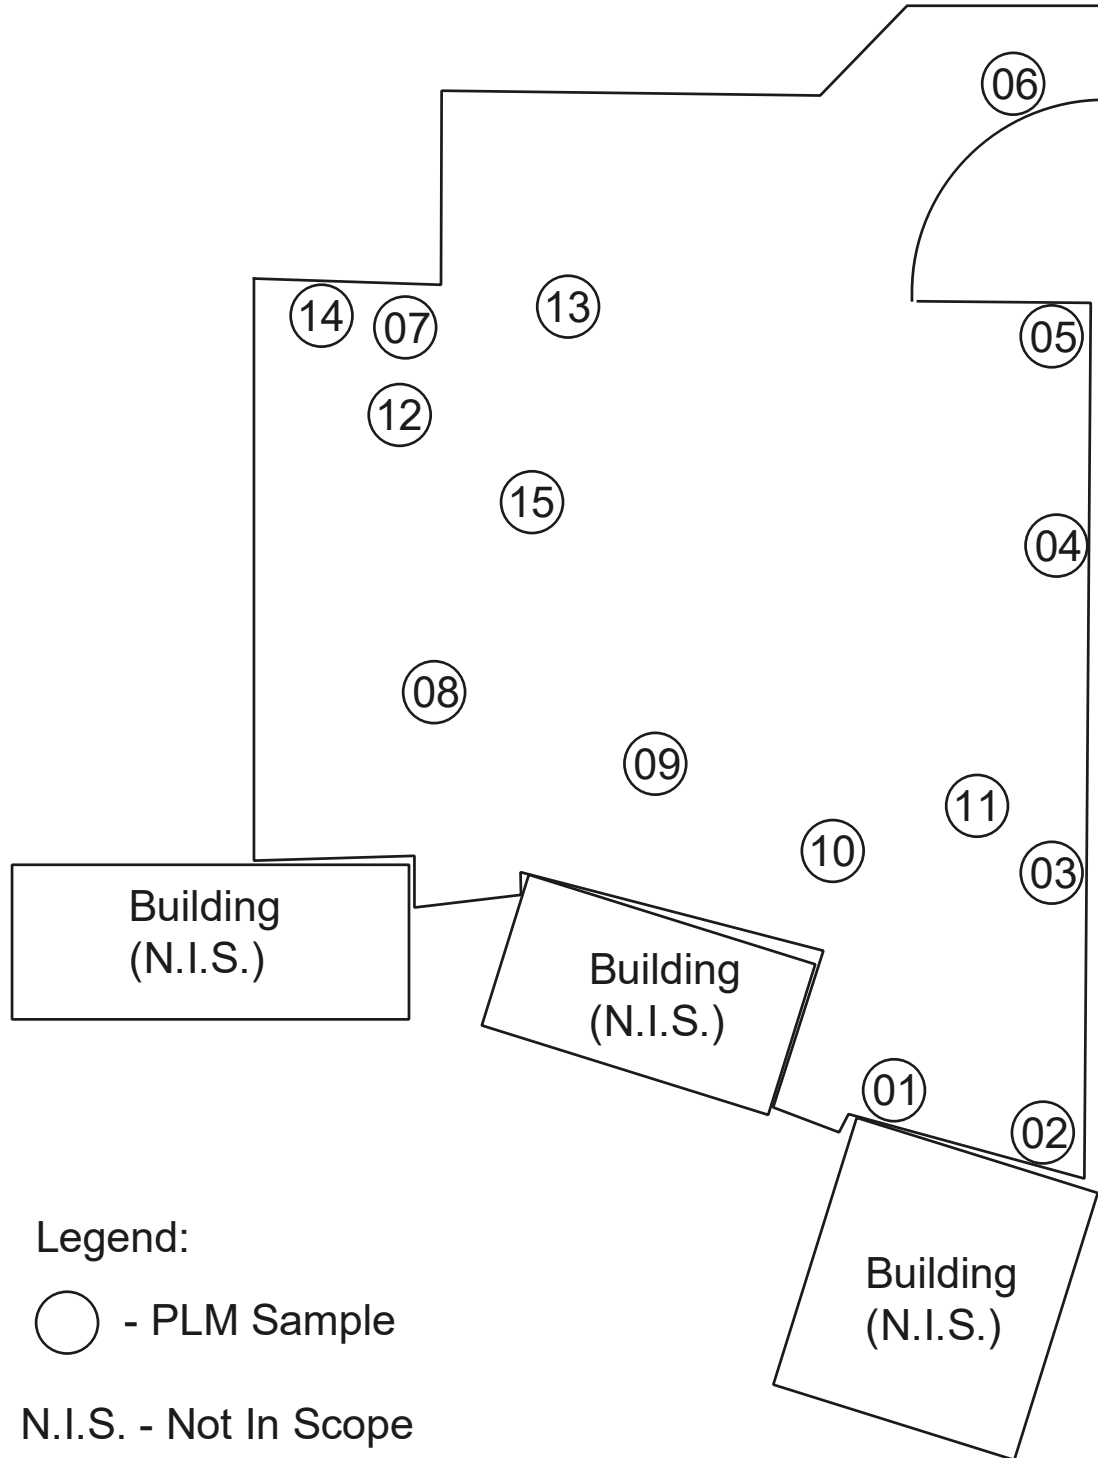 06
14
07
13
05
12
15
04
08
09
11
10
03
Building
(N.I.S.)
Building
(N.I.S.)
01
02
Legend:
- PLM Sample
Building
(N.I.S.)
N.I.S. - Not In Scope